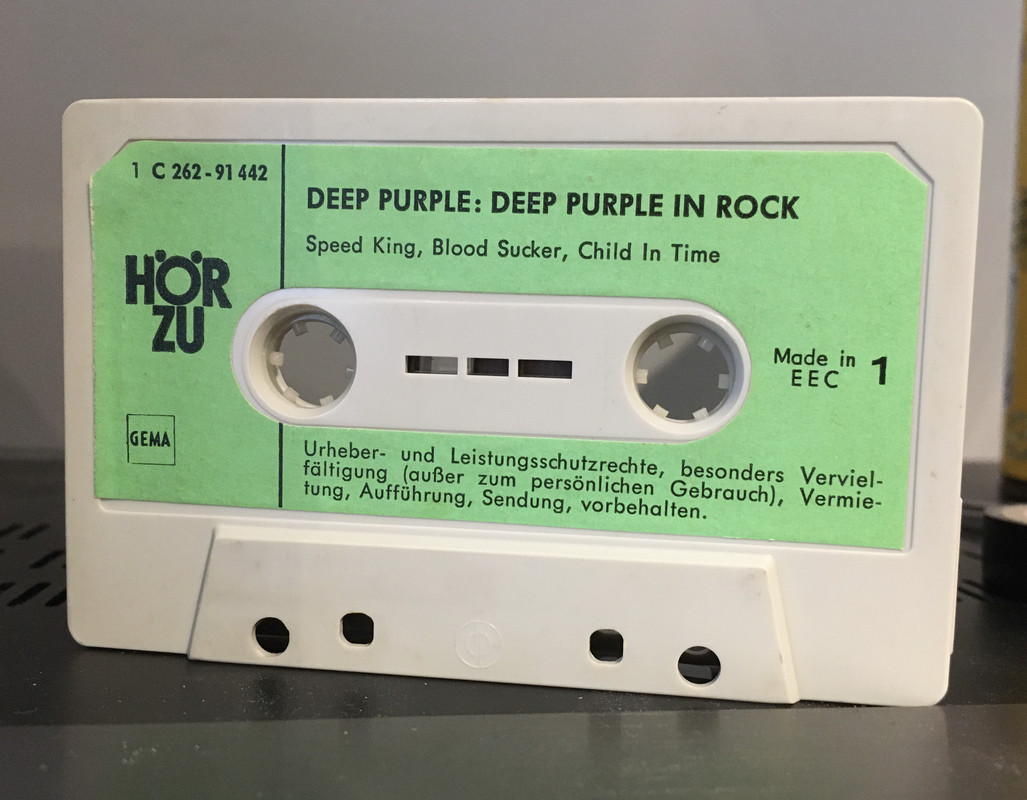 1 C 262-91 442
DEEP PURPLE: DEEP PURPLE IN ROCK
Speed King, Blood Sucker, Child In Time
HÖR
ZU
Made in
EEC
1
GEMA
Urheber- und Leistungsschutzrechte, besonders Verviel-
fältigung (außer zum persönlichen Gebrauch), Vermie-
tung, Aufführung, Sendung, vorbehalten.